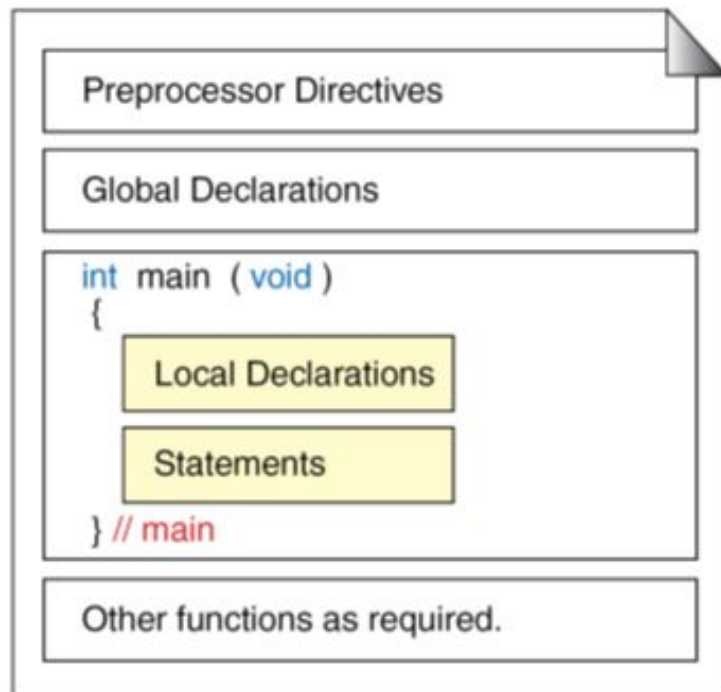 Preprocessor Directives
Global Declarations
int main ( void )
{
Local Declarations
Statements
} // main
Other functions as required.